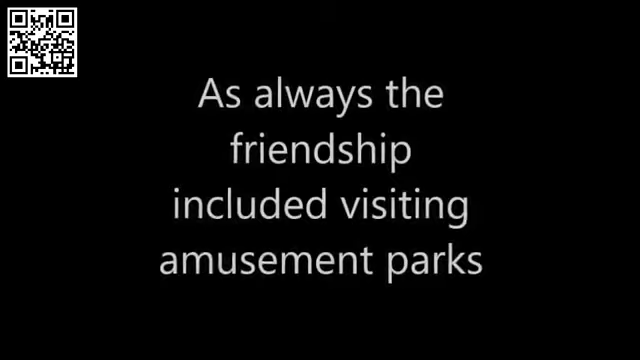 As always the
friendship
included visiting
amusement parks